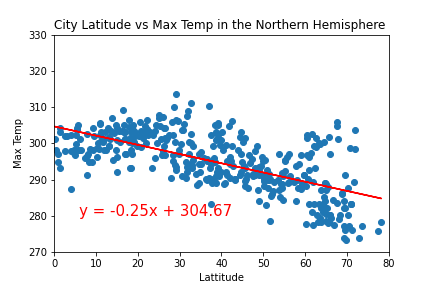 City Latitude vs Max Temp in the Northern Hemisphere
330
320
310
300
290
280
270
Max Temp
y = -0.25x + 304.67
0 10 20 30 40 50 60 70 80
Lattitude